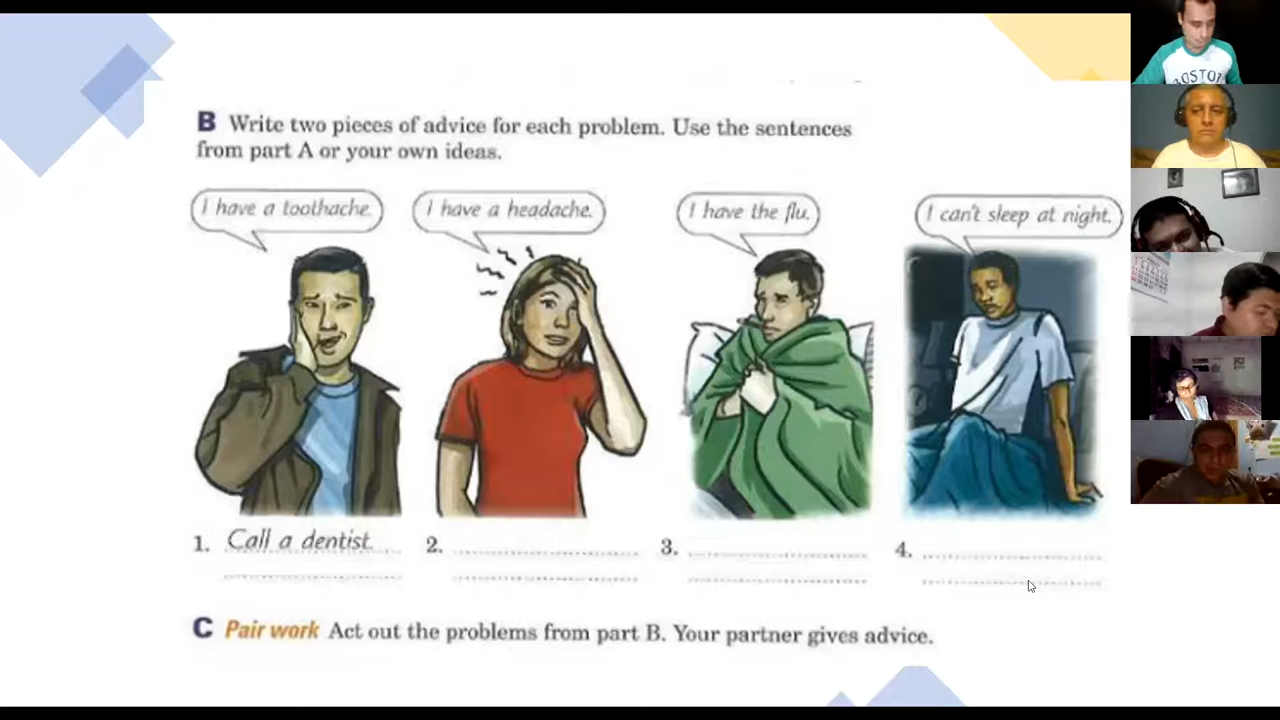 B Write two pieces of advice for each problem. Use the sentences
from part A or your own ideas.
I have a toothache.
I have a headache.
I have the flu.
I can't sleep at night.
1. Call a dentist.
2.
3.
4.
C Pair work Act out the problems from part B. Your partner gives advice.
BOSTON